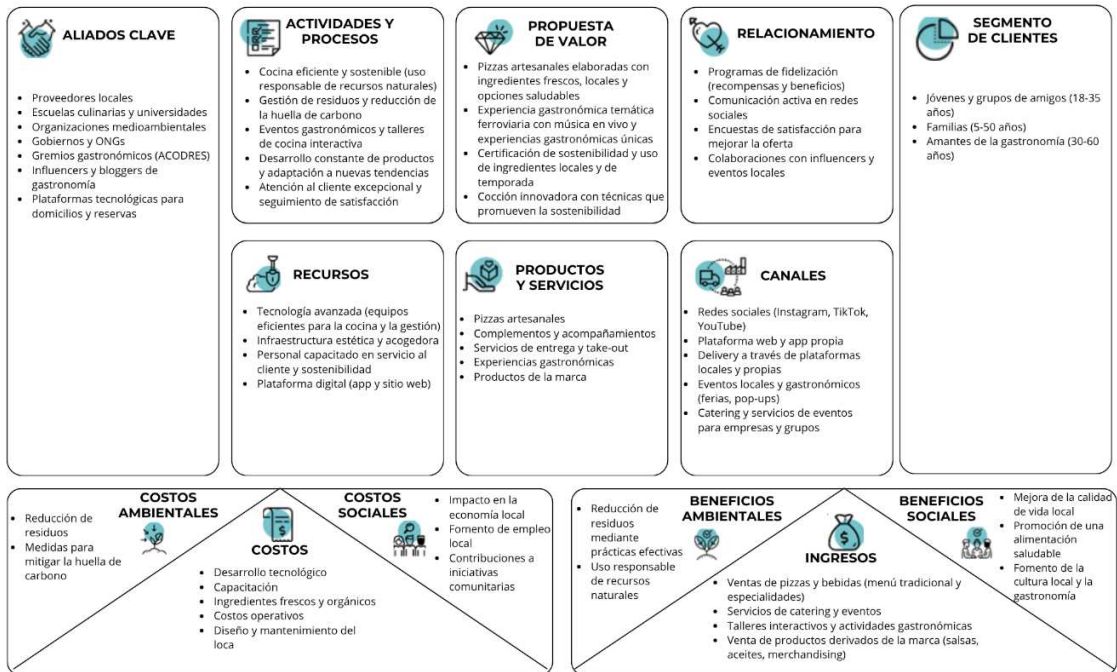 ALIADOS CLAVE
• Proveedores locales
• Escuelas culinarias y universidades
• Organizaciones medioambientales
• Gobiernos y ONGs
• Gremios gastronómicos (ACODRES)
• Influencers y bloggers de
gastronomía
• Plataformas tecnológicas para
domicilios y reservas
ACTIVIDADES Y
PROCESOS
• Cocina eficiente y sostenible (uso
responsable de recursos naturales)
• Gestión de residuos y reducción de
la huella de carbono
• Eventos gastronómicos y talleres
de cocina interactiva
• Desarrollo constante de productos
y adaptación a nuevas tendencias
• Atención al cliente excepcional y
seguimiento de satisfacción
PROPUESTA
DE VALOR
• Pizzas artesanales elaboradas con
ingredientes frescos, locales y
opciones saludables
• Experiencia gastronómica temática
ferroviaria con música en vivo y
experiencias gastronómicas únicas
• Certificación de sostenibilidad y uso
de ingredientes locales y de
temporada
• Cocción innovadora con técnicas que
promueven la sostenibilidad
RELACIONAMIENTO
• Programas de fidelización
(recompensas y beneficios)
• Comunicación activa en redes
sociales
• Encuestas de satisfacción para
mejorar la oferta
• Colaboraciones con influencers y
eventos locales
SEGMENTO
DE CLIENTES
• Jóvenes y grupos de amigos (18-35
años)
• Familias (5-50 años)
• Amantes de la gastronomía (30-60
años)
RECURSOS
• Tecnología avanzada (equipos
eficientes para la cocina y la gestión)
• Infraestructura estética y acogedora
• Personal capacitado en servicio al
cliente y sostenibilidad
• Plataforma digital (app y sitio web)
PRODUCTOS
Y SERVICIOS
• Pizzas artesanales
• Complementos y acompañamientos
• Servicios de entrega y take-out
• Experiencias gastronómicas
• Productos de la marca
CANALES
• Redes sociales (Instagram, TikTok,
YouTube)
• Plataforma web y app propia
• Delivery a través de plataformas
locales y propias
• Eventos locales y gastronómicos
(ferias, pop-ups)
• Catering y servicios de eventos
para empresas y grupos
COSTOS
AMBIENTALES
• Reducción de
residuos
• Medidas para
mitigar la huella de
carbono
COSTOS
• Desarrollo tecnológico
• Capacitación
• Ingredientes frescos y orgánicos
• Costos operativos
• Diseño y mantenimiento del
loca
COSTOS
SOCIALES
• Impacto en la
economía local
• Fomento de empleo
local
• Contribuciones a
iniciativas
comunitarias
BENEFICIOS
AMBIENTALES
• Reducción de
residuos
mediante
prácticas efectivas
• Uso responsable
de recursos
naturales
INGRESOS
• Ventas de pizzas y bebidas (menú tradicional y
especialidades)
• Servicios de catering y eventos
• Talleres interactivos y actividades gastronómicas
• Venta de productos derivados de la marca (salsas,
aceites, merchandising)
BENEFICIOS
SOCIALES
• Mejora de la calidad
de vida local
• Promoción de una
alimentación
saludable
• Fomento de la
cultura local y la
gastronomía